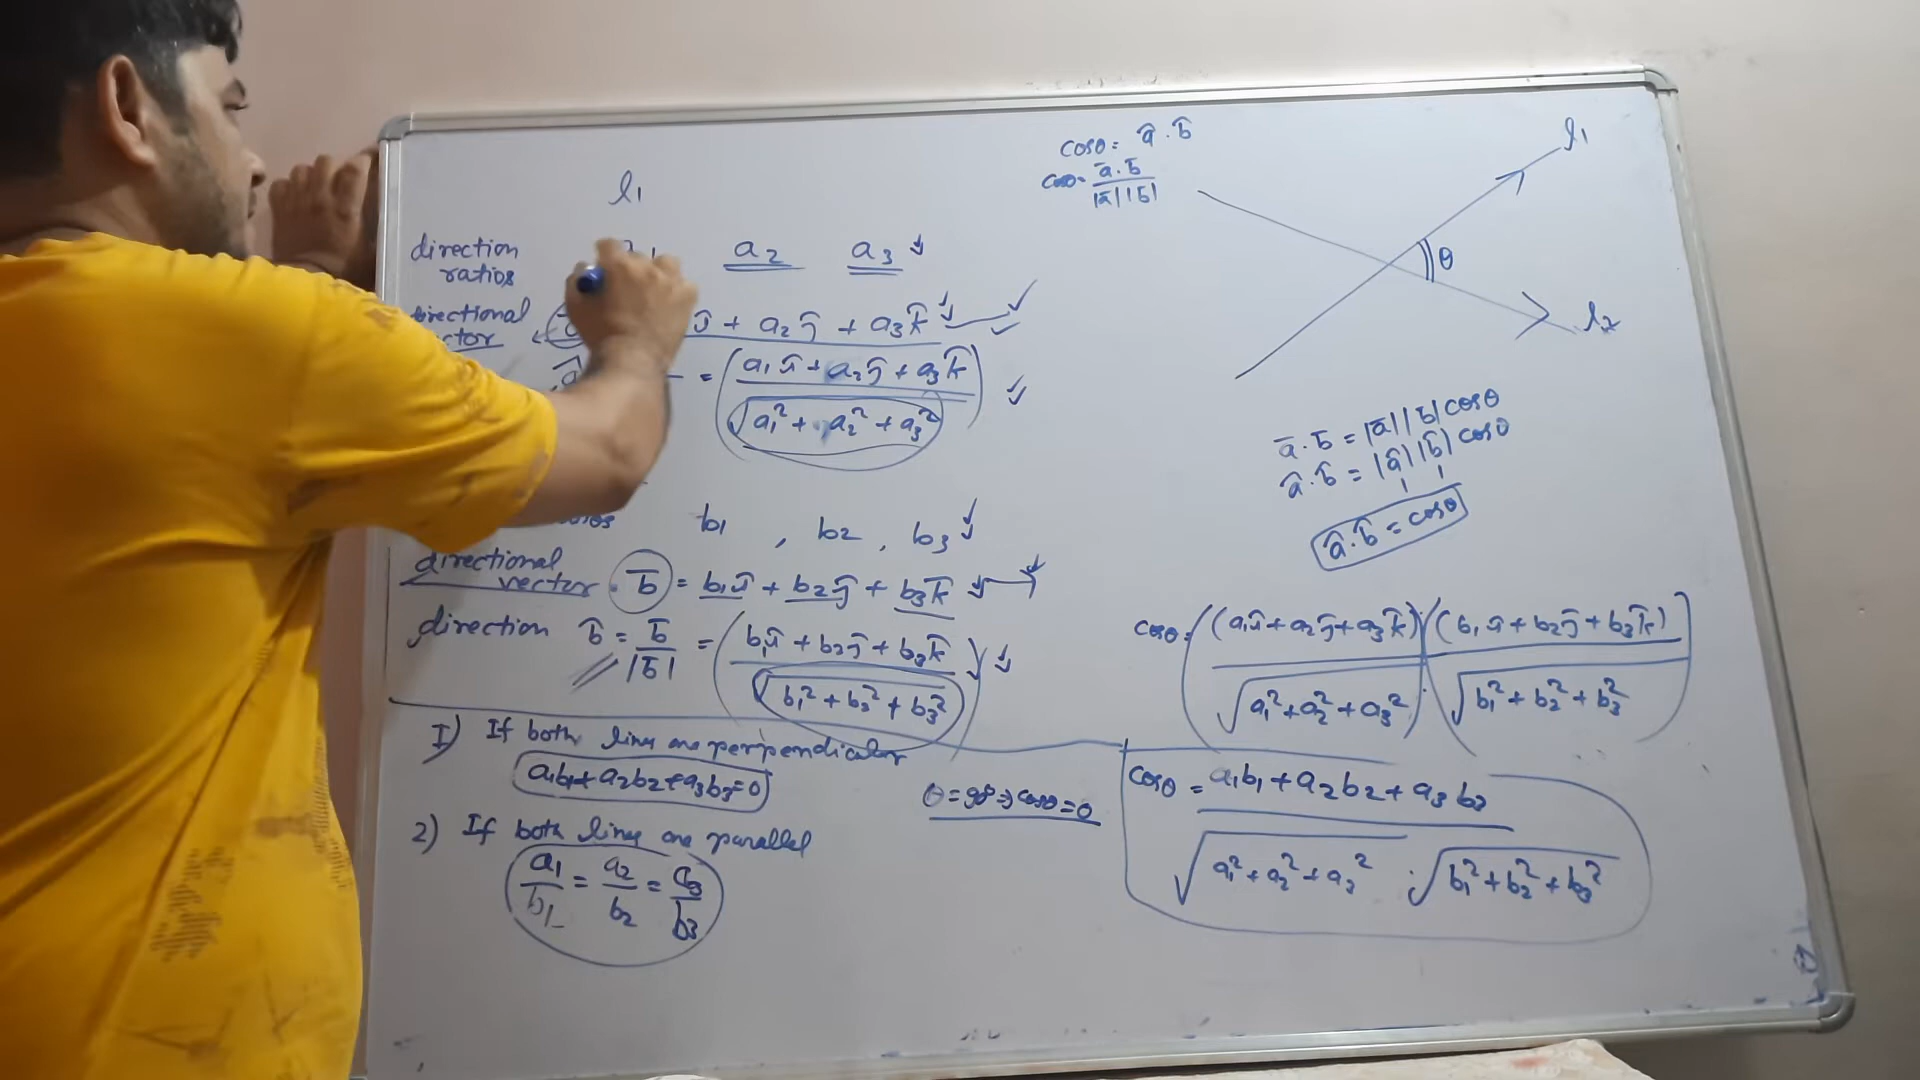 l1
direction a2 a3
ratios
directional + a2ĵ + a3k̂
= (a1î + a2ĵ + a3k̂) / √(a1² + a2² + a3²)
b1 , b2 , b3
directional
vector. b̄ = b1î + b2ĵ + b3k̂
direction b̂ = b̄/|b̄| = (b1î + b2ĵ + b3k̂) / √(b1² + b2² + b3²)
1) If both lines are perpendicular
a1b1 + a2b2 + a3b3 = 0
2) If both lines are parallel
a1/b1 = a2/b2 = a3/b3
θ = 90° ⇒ cosθ = 0
cosθ = â . b̂
cosθ = ā . b̄ / |ā| |b̄|
l1
θ
l2
ā . b̄ = |ā| |b̄| cosθ
â . b̂ = |â| |b̂| cosθ
1 1
â . b̂ = cosθ
cosθ = (a1î + a2ĵ + a3k̂) / √(a1² + a2² + a3²) . (b1î + b2ĵ + b3k̂) / √(b1² + b2² + b3²)
cosθ = a1b1 + a2b2 + a3b3 / √(a1² + a2² + a3²) . √(b1² + b2² + b3²)